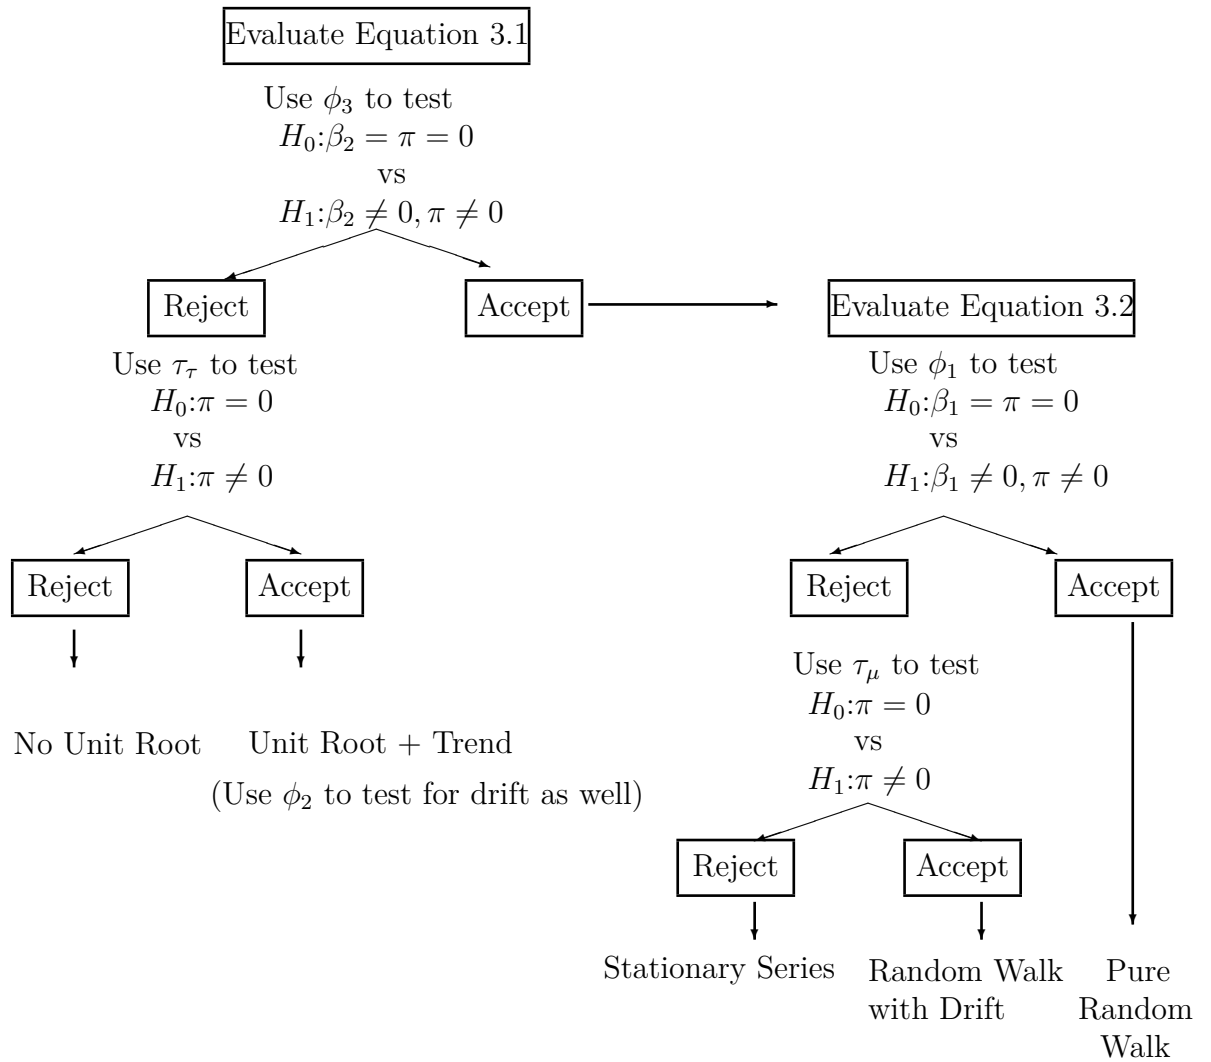 Evaluate Equation 3.1
Use ϕ₃ to test
H₀:β₂ = π = 0
vs
H₁:β₂ ≠ 0, π ≠ 0
Reject
Accept
Evaluate Equation 3.2
Use τ_τ to test
H₀:π = 0
vs
H₁:π ≠ 0
Use ϕ₁ to test
H₀:β₁ = π = 0
vs
H₁:β₁ ≠ 0, π ≠ 0
Reject
Accept
Reject
Accept
No Unit Root
Unit Root + Trend
(Use ϕ₂ to test for drift as well)
Use τ_μ to test
H₀:π = 0
vs
H₁:π ≠ 0
Reject
Accept
Stationary Series
Random Walk
with Drift
Pure
Random
Walk